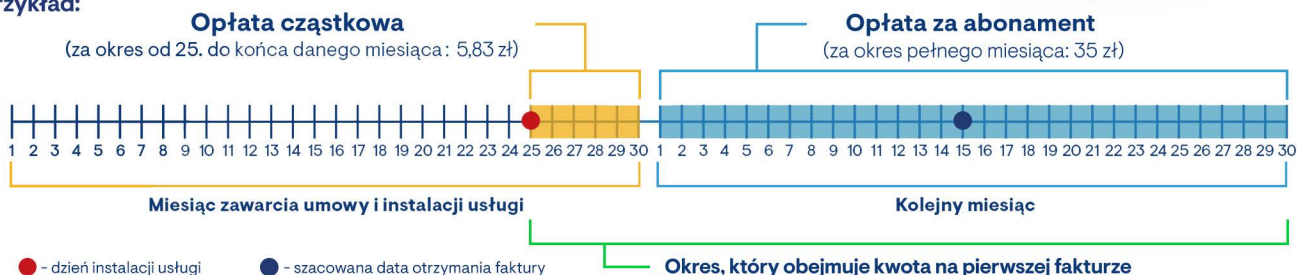 rzykład:
Opłata cząstkowa
(za okres od 25. do końca danego miesiąca: 5,83 zł)
Opłata za abonament
(za okres pełnego miesiąca: 35 zł)
1 2 3 4 5 6 7 8 9 10 11 12 13 14 15 16 17 18 19 20 21 22 23 24 25 26 27 28 29 30 1 2 3 4 5 6 7 8 9 10 11 12 13 14 15 16 17 18 19 20 21 22 23 24 25 26 27 28 29 30
Miesiąc zawarcia umowy i instalacji usługi
Kolejny miesiąc
- dzień instalacji usługi
- szacowana data otrzymania faktury
Okres, który obejmuje kwota na pierwszej fakturze